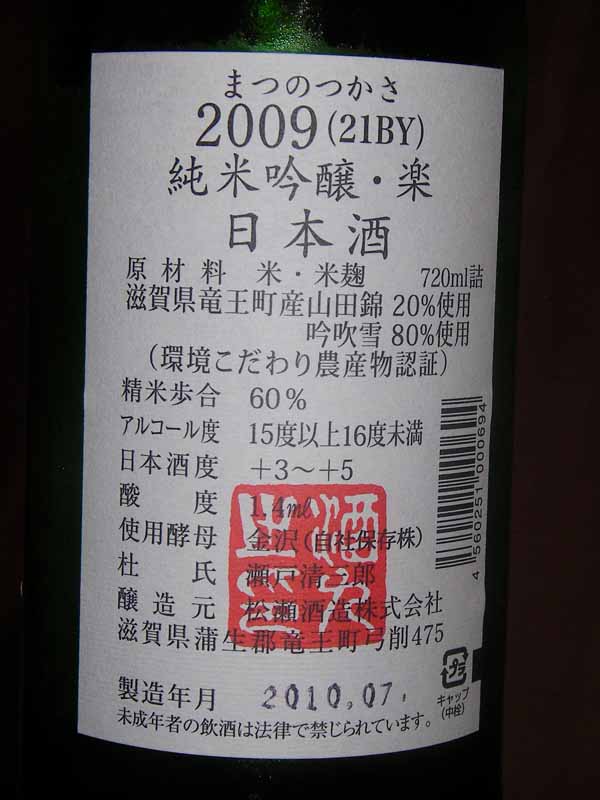 まつのつかさ
2009(21BY)
純米吟醸・楽
日本酒
原材料 米・米麹 720ml詰
滋賀県竜王町産山田錦 20%使用
吟吹雪 80%使用
(環境こだわり農産物認証)
精米歩合 60%
アルコール度 15度以上16度未満
日本酒度 +3~+5
酸度 1.4ml
使用酵母 金沢(自社保存株)
杜氏 瀬戸清三郎
醸造元 松瀬酒造株式会社
滋賀県蒲生郡竜王町弓削475
製造年月 2010.07.
未成年者の飲酒は法律で禁じられています。
プラ
キャップ
(中栓)
4 560251 000694